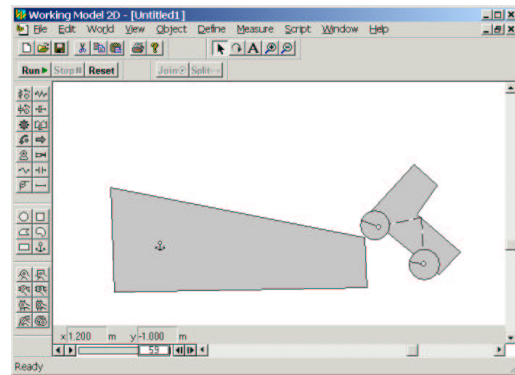 Working Model 2D - [Untitled1]
File Edit World View Object Define Measure Script Window Help
A
Run Stop II Reset Join Split
x 1.200 m y -1.000 m
59
Ready